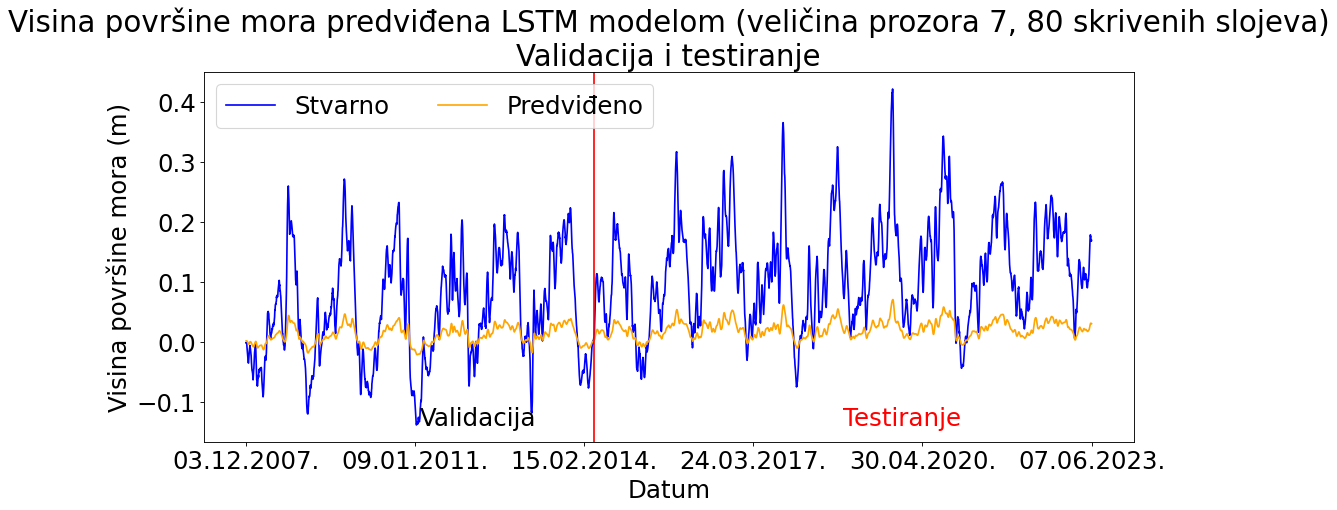 Visina površine mora predviđena LSTM modelom (veličina prozora 7, 80 skrivenih slojeva)
Validacija i testiranje
Stvarno Predviđeno
Visina površine mora (m)
0.4
0.3
0.2
0.1
0.0
−0.1
Validacija Testiranje
03.12.2007. 09.01.2011. 15.02.2014. 24.03.2017. 30.04.2020. 07.06.2023.
Datum